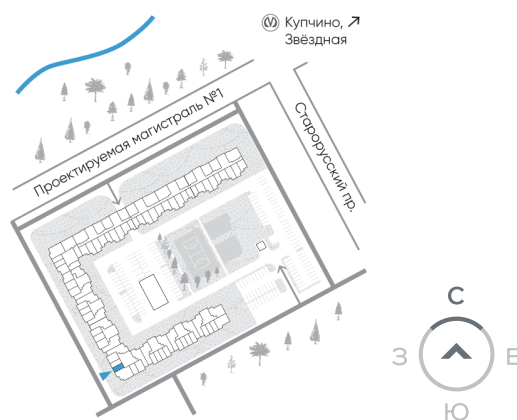 Купчино, ↗
Звёздная
Проектируемая магистраль №1
Старорусский пр.
С
З
В
Ю